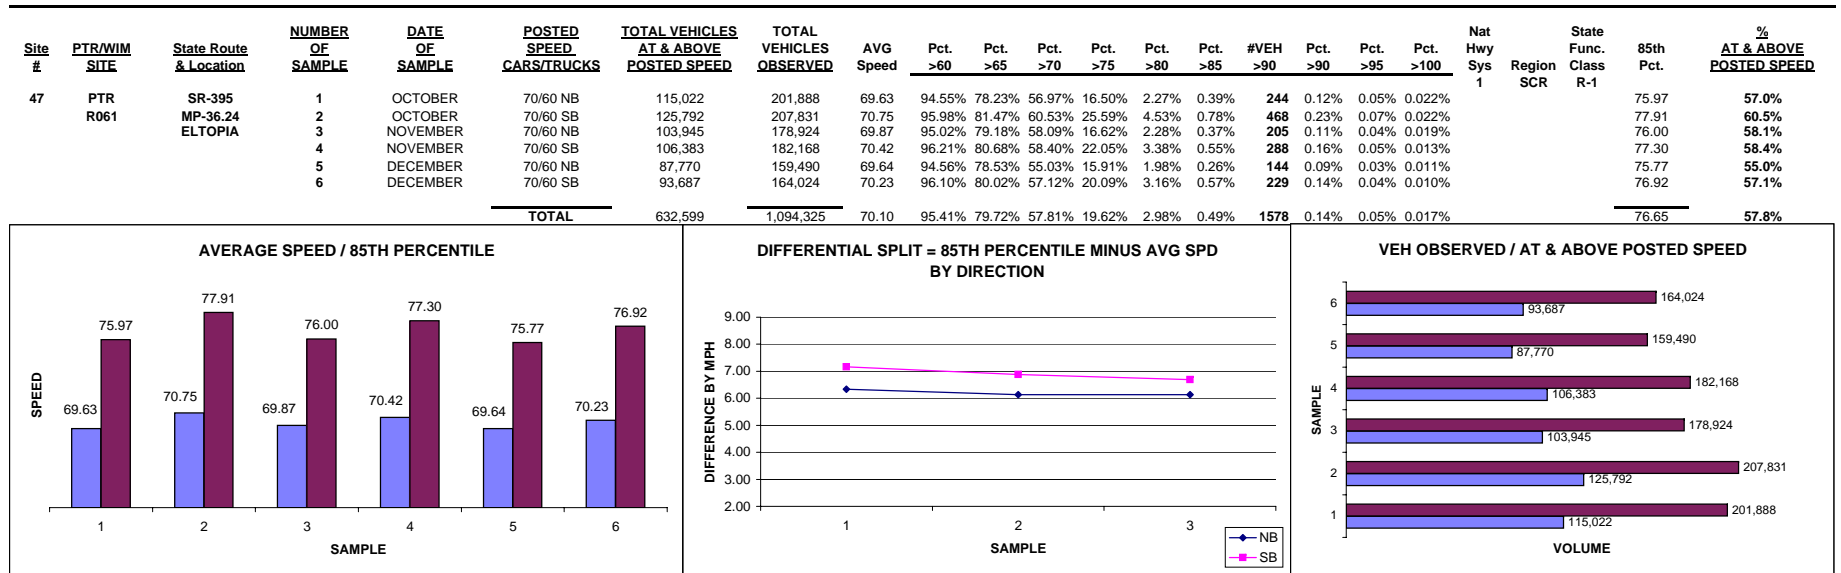 NUMBER DATE POSTED TOTAL VEHICLES TOTAL Nat State %
Site PTR/WIM State Route OF OF SPEED AT & ABOVE VEHICLES AVG Pct. Pct. Pct. Pct. Pct. Pct. #VEH Pct. Pct. Pct. Hwy Func. 85th AT & ABOVE
# SITE & Location SAMPLE SAMPLE CARS/TRUCKS POSTED SPEED OBSERVED Speed >60 >65 >70 >75 >80 >85 >90 >90 >95 >100 Sys Region Class Pct. POSTED SPEED
1 SCR R-1
47 PTR SR-395 1 OCTOBER 70/60 NB 115,022 201,888 69.63 94.55% 78.23% 56.97% 16.50% 2.27% 0.39% 244 0.12% 0.05% 0.022% 75.97 57.0%
R061 MP-36.24 2 OCTOBER 70/60 SB 125,792 207,831 70.75 95.98% 81.47% 60.53% 25.59% 4.53% 0.78% 468 0.23% 0.07% 0.022% 77.91 60.5%
ELTOPIA 3 NOVEMBER 70/60 NB 103,945 178,924 69.87 95.02% 79.18% 58.09% 16.62% 2.28% 0.37% 205 0.11% 0.04% 0.019% 76.00 58.1%
4 NOVEMBER 70/60 SB 106,383 182,168 70.42 96.21% 80.68% 58.40% 22.05% 3.38% 0.55% 288 0.16% 0.05% 0.013% 77.30 58.4%
5 DECEMBER 70/60 NB 87,770 159,490 69.64 94.56% 78.53% 55.03% 15.91% 1.98% 0.26% 144 0.09% 0.03% 0.011% 75.77 55.0%
6 DECEMBER 70/60 SB 93,687 164,024 70.23 96.10% 80.02% 57.12% 20.09% 3.16% 0.57% 229 0.14% 0.04% 0.010% 76.92 57.1%
TOTAL 632,599 1,094,325 70.10 95.41% 79.72% 57.81% 19.62% 2.98% 0.49% 1578 0.14% 0.05% 0.017% 76.65 57.8%
AVERAGE SPEED / 85TH PERCENTILE
SPEED
69.63 75.97 70.75 77.91 69.87 76.00 70.42 77.30 69.64 75.77 70.23 76.92
1 2 3 4 5 6
SAMPLE
DIFFERENTIAL SPLIT = 85TH PERCENTILE MINUS AVG SPD
BY DIRECTION
DIFFERENCE BY MPH
9.00
8.00
7.00
6.00
5.00
4.00
3.00
2.00
1 2 3
SAMPLE
NB
SB
VEH OBSERVED / AT & ABOVE POSTED SPEED
SAMPLE
6 164,024
93,687
5 159,490
87,770
4 182,168
106,383
3 178,924
103,945
2 207,831
125,792
1 201,888
115,022
VOLUME